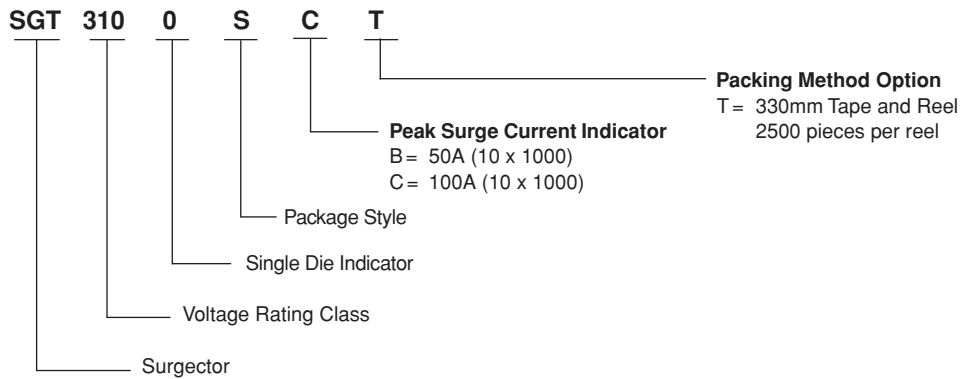 SGT 310 0 S C T
Packing Method Option
T = 330mm Tape and Reel
2500 pieces per reel
Peak Surge Current Indicator
B = 50A (10 x 1000)
C = 100A (10 x 1000)
Package Style
Single Die Indicator
Voltage Rating Class
Surgector